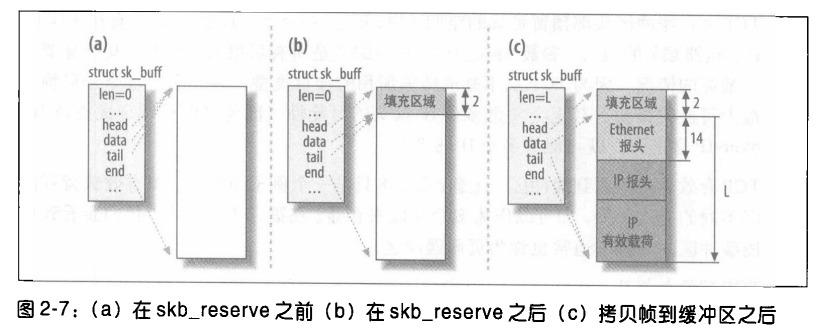 (a)
struct sk_buff
len=0
...
head
data
tail
end
...
(b)
struct sk_buff
len=0
...
head
data
tail
end
...
填充区域
2
(c)
struct sk_buff
len=L
...
head
data
tail
end
...
填充区域
2
Ethernet
报头
14
IP 报头
IP
有效载荷
L
图 2-7:(a) 在 skb_reserve 之前 (b) 在 skb_reserve 之后 (c) 拷贝帧到缓冲区之后